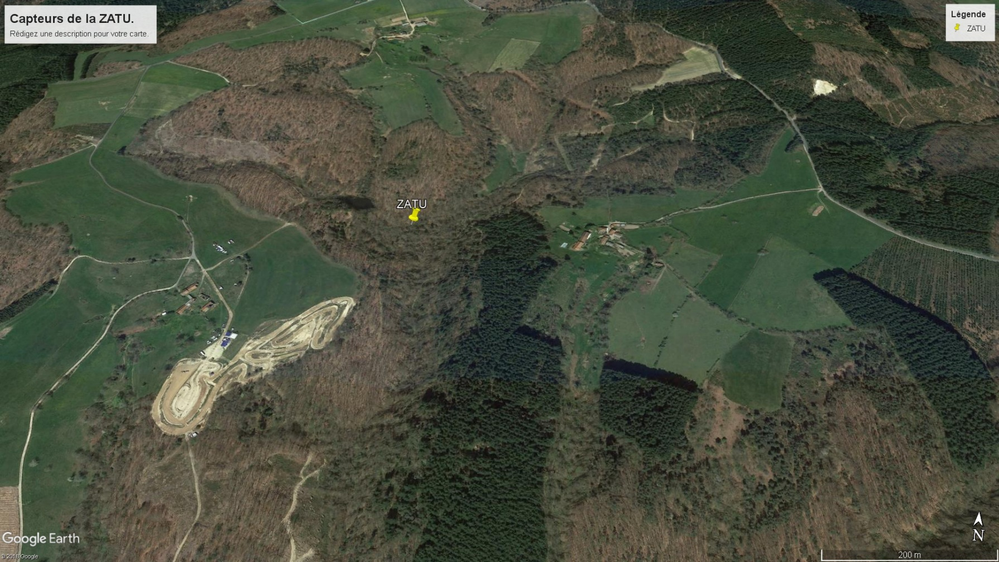 Capteurs de la ZATU.
Rédigez une description pour votre carte.
Légende
ZATU
ZATU
Google Earth
© 2018 Google
N
200 m